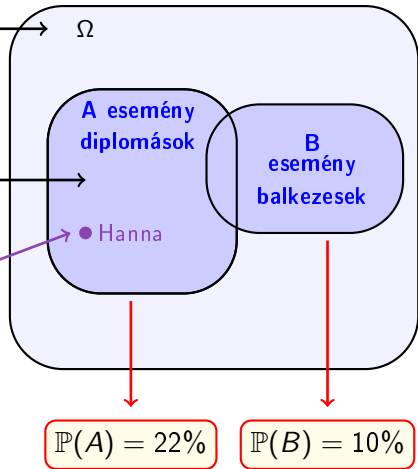 Ω
A esemény
diplomások
B
esemény
balkezesek
Hanna
ℙ(A) = 22%
ℙ(B) = 10%